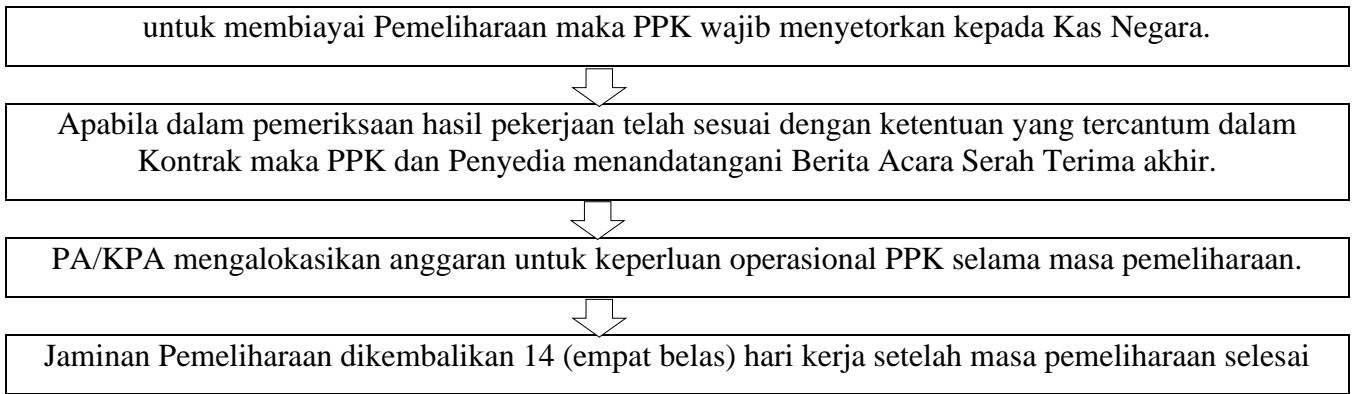 untuk membiayai Pemeliharaan maka PPK wajib menyetorkan kepada Kas Negara.
Apabila dalam pemeriksaan hasil pekerjaan telah sesuai dengan ketentuan yang tercantum dalam
Kontrak maka PPK dan Penyedia menandatangani Berita Acara Serah Terima akhir.
PA/KPA mengalokasikan anggaran untuk keperluan operasional PPK selama masa pemeliharaan.
Jaminan Pemeliharaan dikembalikan 14 (empat belas) hari kerja setelah masa pemeliharaan selesai